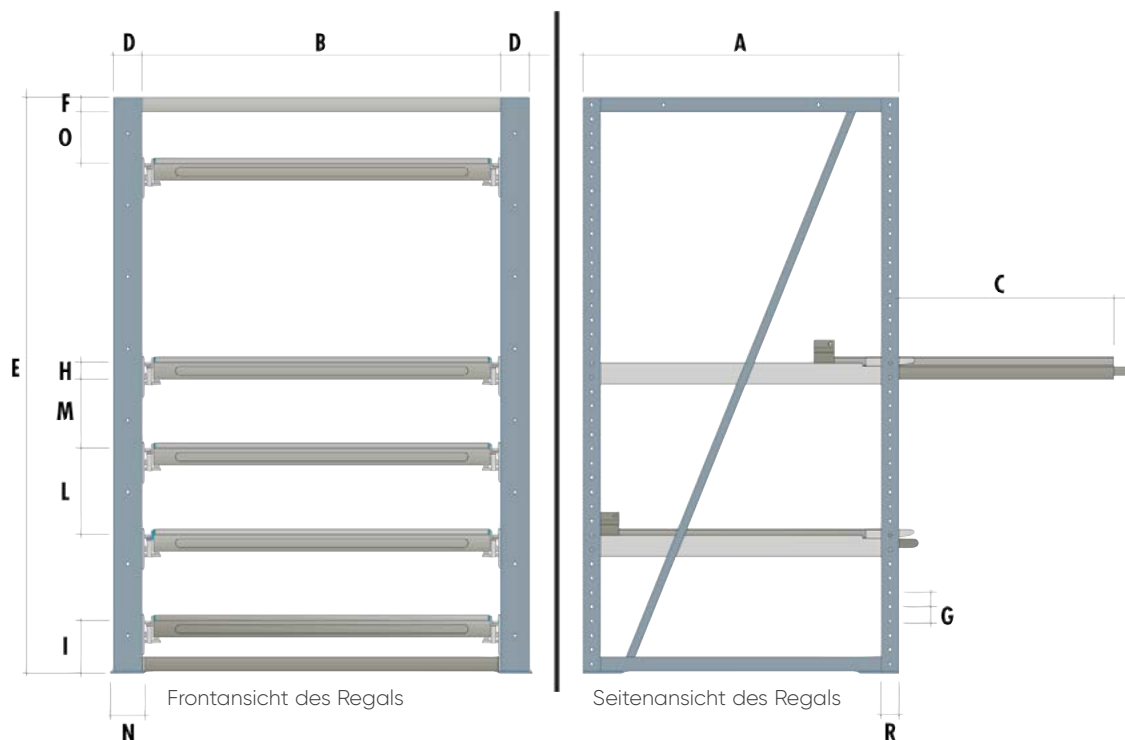 D B D A
F
O
C
E H
M
L
G
I
Frontansicht des Regals Seitenansicht des Regals
N R